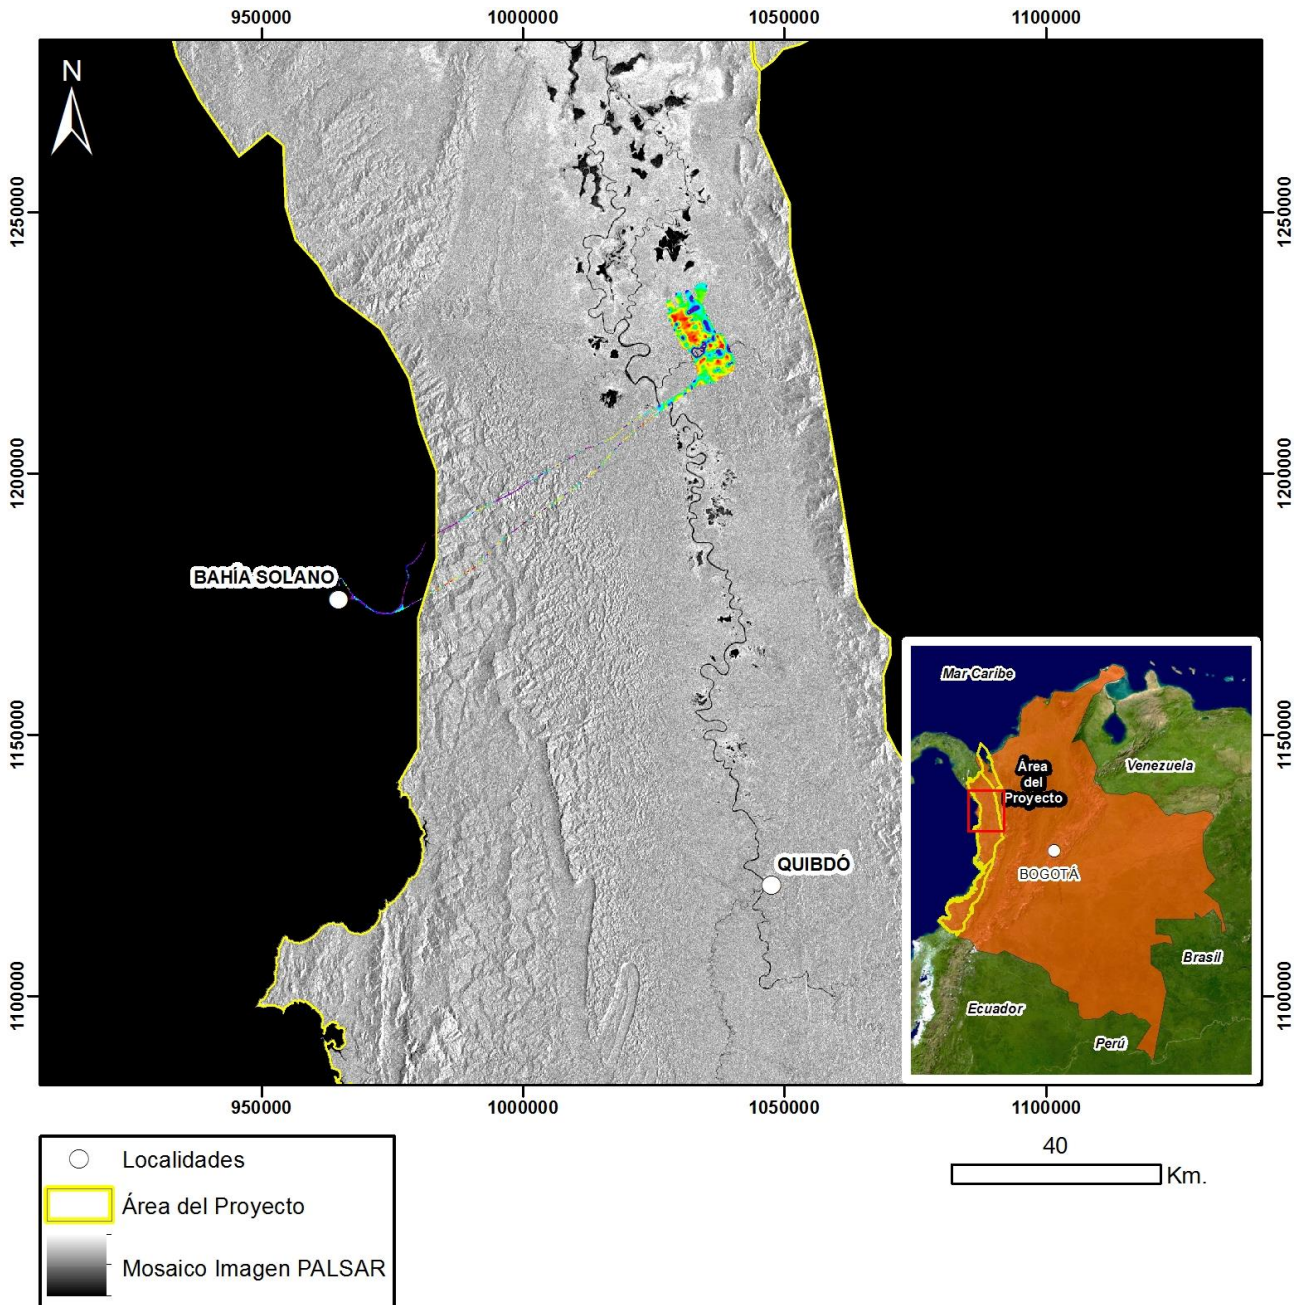 950000
1000000
1050000
1100000
N
1250000
1250000
1200000
1200000
BAHÍA SOLANO
1150000
1150000
QUIBDÓ
1100000
1100000
Mar Caribe
Área
del
Proyecto
Venezuela
BOGOTÁ
Brasil
Ecuador
Perú
950000
1000000
1050000
1100000
40
Km.
Localidades
Área del Proyecto
Mosaico Imagen PALSAR